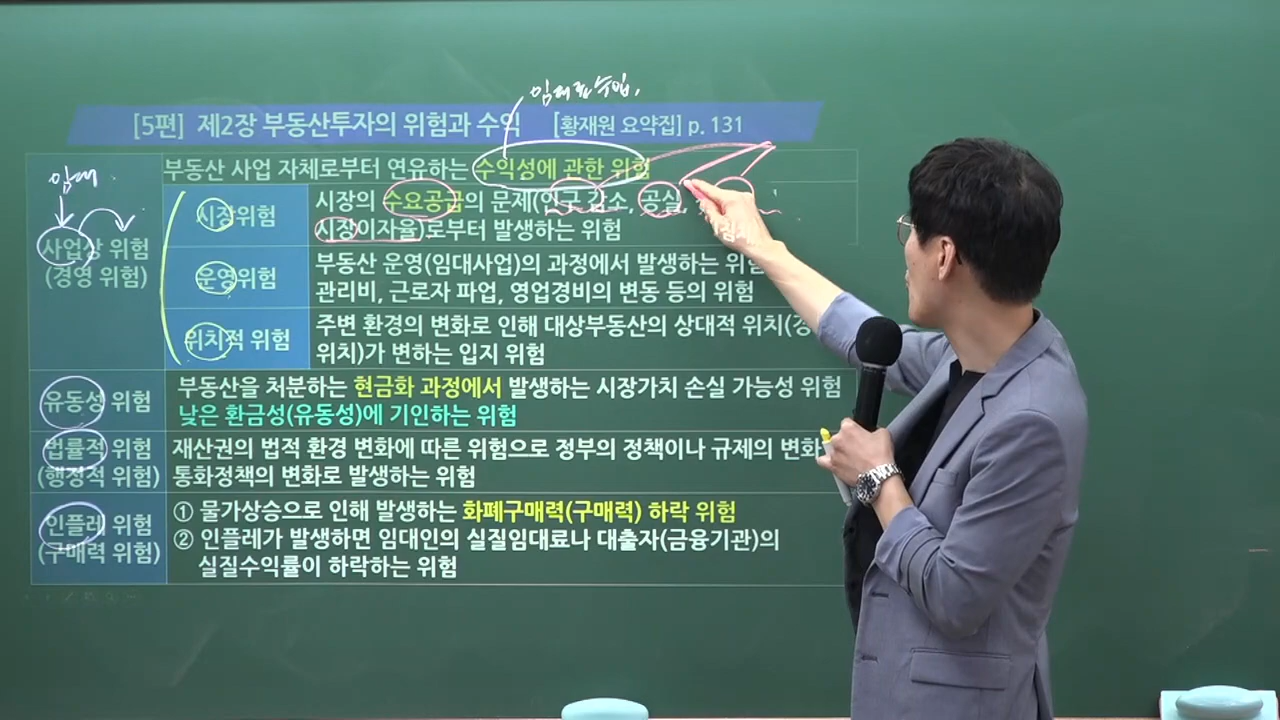 임대료수입,
[5편] 제2장 부동산투자의 위험과 수익 [황재원 요약집] p. 131
부동산 사업 자체로부터 연유하는 수익성에 관한 위험
임대
사업상 위험
(경영 위험)
시장위험
시장의 수요공급의 문제(인구 감소, 공실,
시장이자율)로부터 발생하는 위험
운영위험
부동산 운영(임대사업)의 과정에서 발생하는 위험
관리비, 근로자 파업, 영업경비의 변동 등의 위험
위치적 위험
주변 환경의 변화로 인해 대상부동산의 상대적 위치(경
위치)가 변하는 입지 위험
유동성 위험
부동산을 처분하는 현금화 과정에서 발생하는 시장가치 손실 가능성 위험
낮은 환금성(유동성)에 기인하는 위험
법률적 위험
(행정적 위험)
재산권의 법적 환경 변화에 따른 위험으로 정부의 정책이나 규제의 변화
통화정책의 변화로 발생하는 위험
인플레 위험
(구매력 위험)
① 물가상승으로 인해 발생하는 화폐구매력(구매력) 하락 위험
② 인플레가 발생하면 임대인의 실질임대료나 대출자(금융기관)의
실질수익률이 하락하는 위험